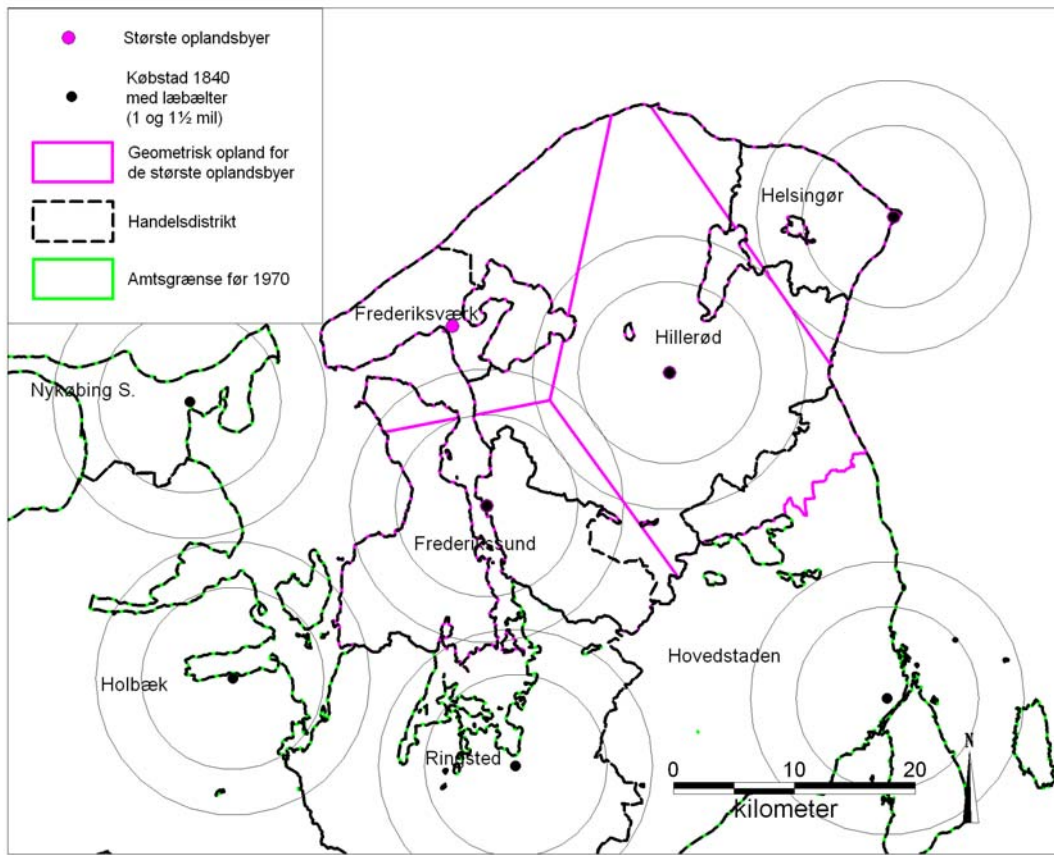 Største oplandsbyer
Købstad 1840
med læbælter
(1 og 1½ mil)
Geometrisk opland for
de største oplandsbyer
Handelsdistrikt
Amtsgrænse før 1970
Helsingør
Frederiksværk
Hillerød
Nykøbing S.
Frederikssund
Hovedstaden
Holbæk
Ringsted
N
0 10 20
kilometer